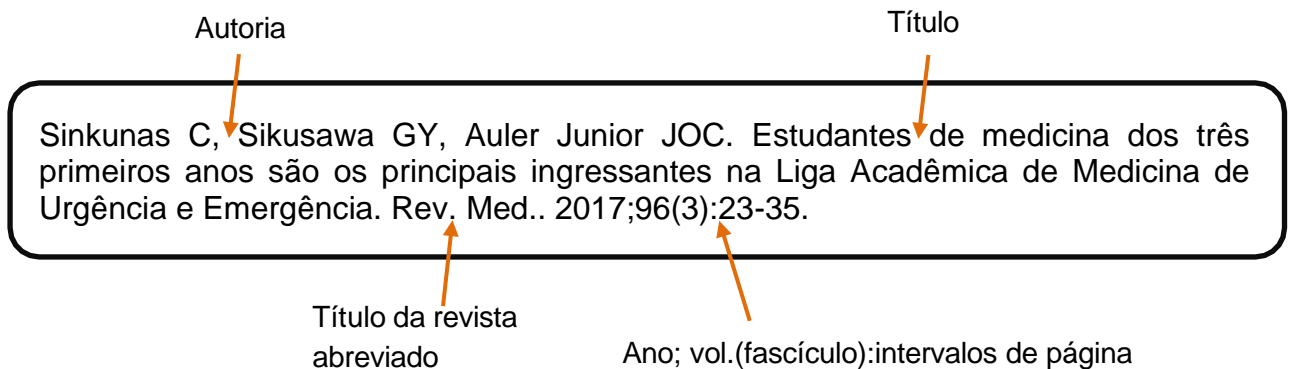 Autoria
Título
Sinkunas C, Sikusawa GY, Auler Junior JOC. Estudantes de medicina dos três
primeiros anos são os principais ingressantes na Liga Acadêmica de Medicina de
Urgência e Emergência. Rev. Med.. 2017;96(3):23-35.
Título da revista
abreviado
Ano; vol.(fascículo):intervalos de página